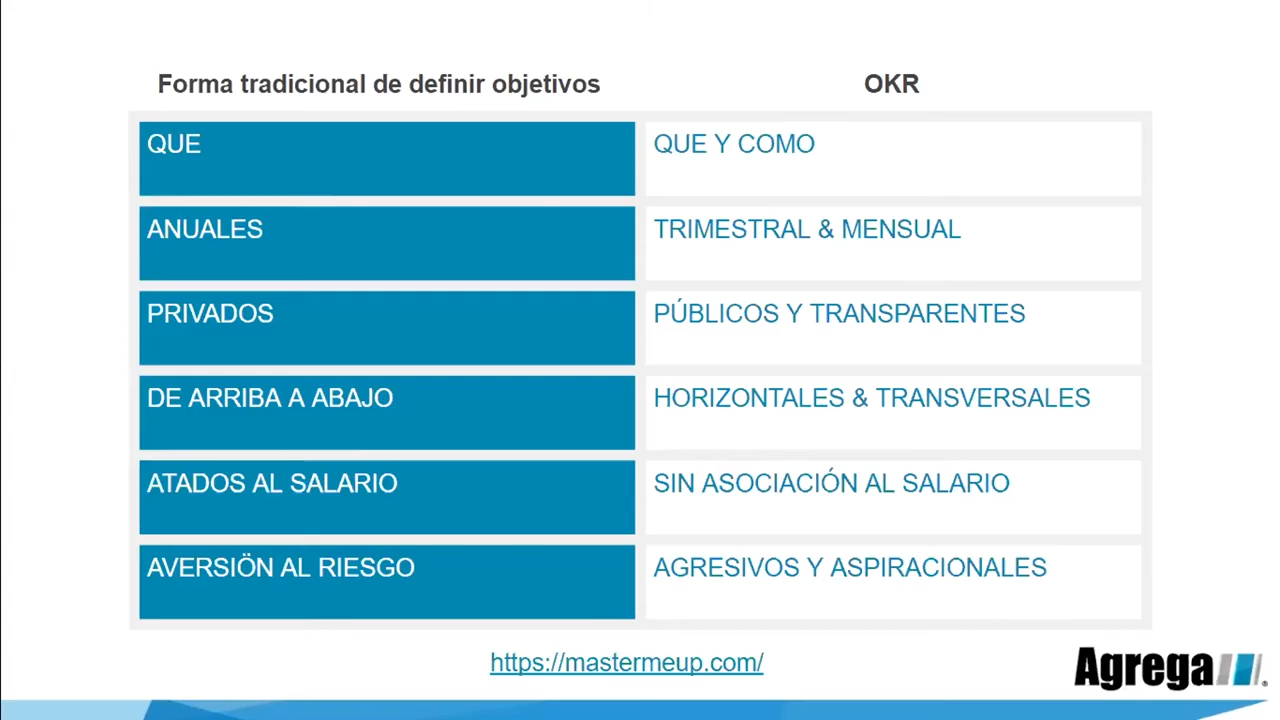 Forma tradicional de definir objetivos OKR
QUE QUE Y COMO
ANUALES TRIMESTRAL & MENSUAL
PRIVADOS PÚBLICOS Y TRANSPARENTES
DE ARRIBA A ABAJO HORIZONTALES & TRANSVERSALES
ATADOS AL SALARIO SIN ASOCIACIÓN AL SALARIO
AVERSIÖN AL RIESGO AGRESIVOS Y ASPIRACIONALES
https://mastermeup.com/
Agrega ®